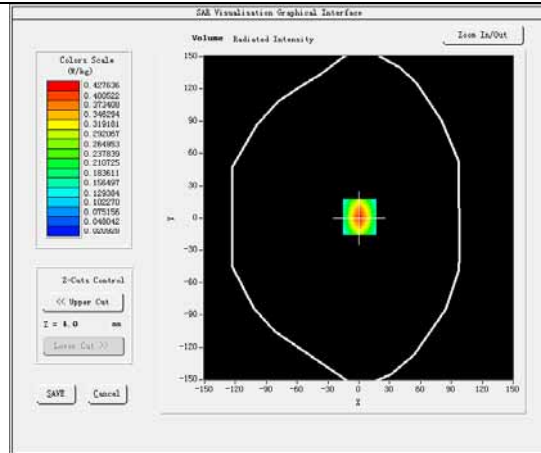 SAR Visualisation Graphical Interface
Volume Radiated Intensity
Zoom In/Out
Colors Scale
(W/kg)
0.427636
0.400522
0.373408
0.346294
0.319181
0.292067
0.264953
0.237839
0.210725
0.183611
0.156497
0.129384
0.102270
0.075156
0.048042
0.020928
Z-Cuts Control
<< Upper Cut
Z = 4.0 mm
Lower Cut >>
SAVE Cancel
150
120
90
60
30
0
-30
-60
-90
-120
-150
Y
-150 -120 -90 -60 -30 0 30 60 90 120 150
X